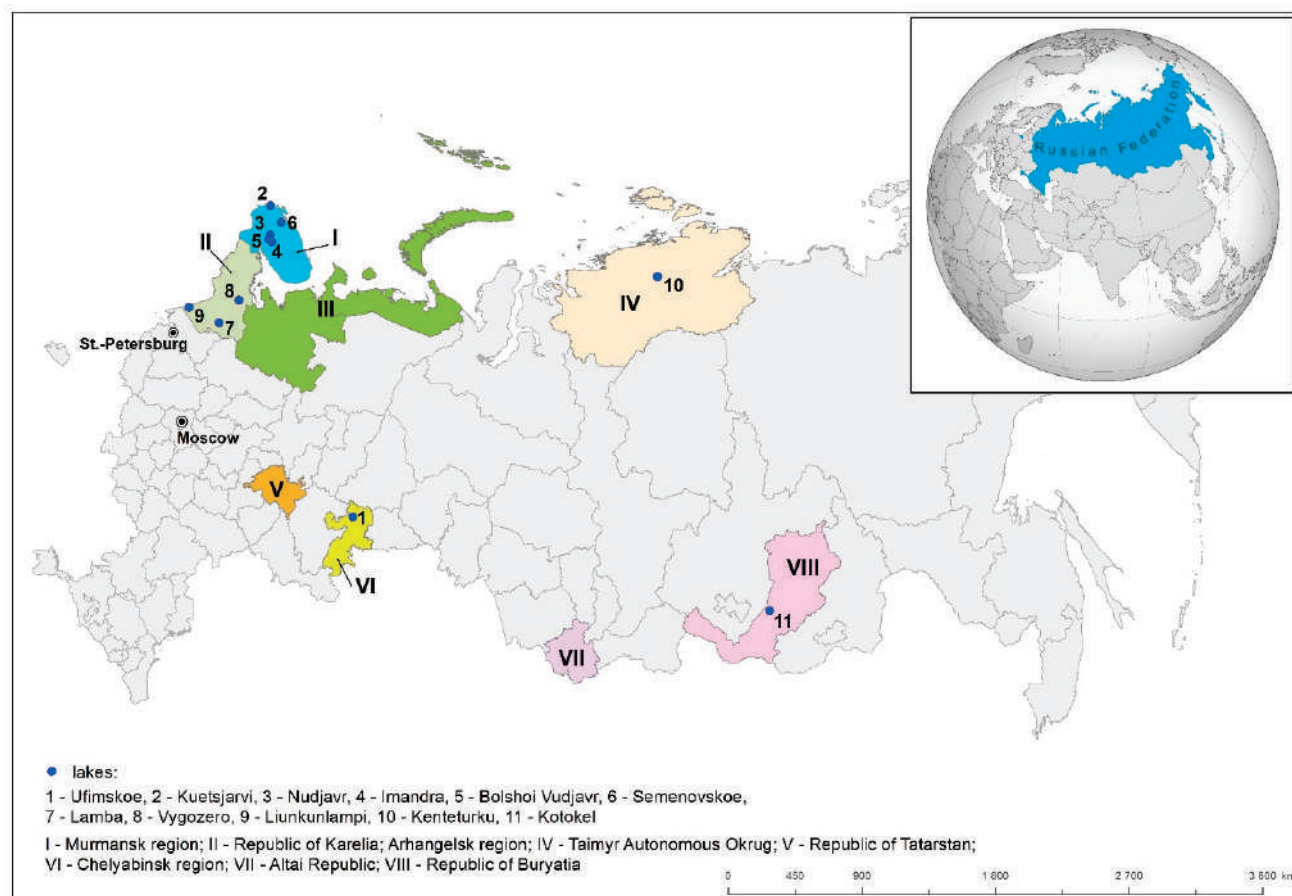 Russian Federation
2
3
6
5
4
I
II
8
9
7
III
IV
10
St.-Petersburg
Moscow
V
1
VI
VII
VIII
11
lakes:
1 - Ufimskoe, 2 - Kuetsjarvi, 3 - Nudjavr, 4 - Imandra, 5 - Bolshoi Vudjavr, 6 - Semenovskoe,
7 - Lamba, 8 - Vygozero, 9 - Liunkunlampi, 10 - Kenteturku, 11 - Kotokel
I - Murmansk region; II - Republic of Karelia; Arhangelsk region; IV - Taimyr Autonomous Okrug; V - Republic of Tatarstan;
VI - Chelyabinsk region; VII - Altai Republic; VIII - Republic of Buryatia
0 450 900 1 800 2 700 3 600 km